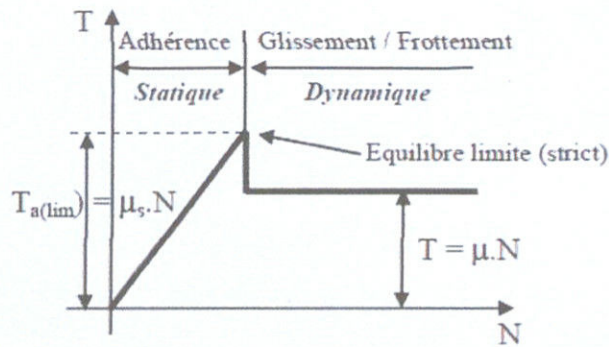 T
Adhérence
Glissement / Frottement
Statique
Dynamique
Equilibre limite (strict)
Ta(lim) = μs.N
T = μ.N
N